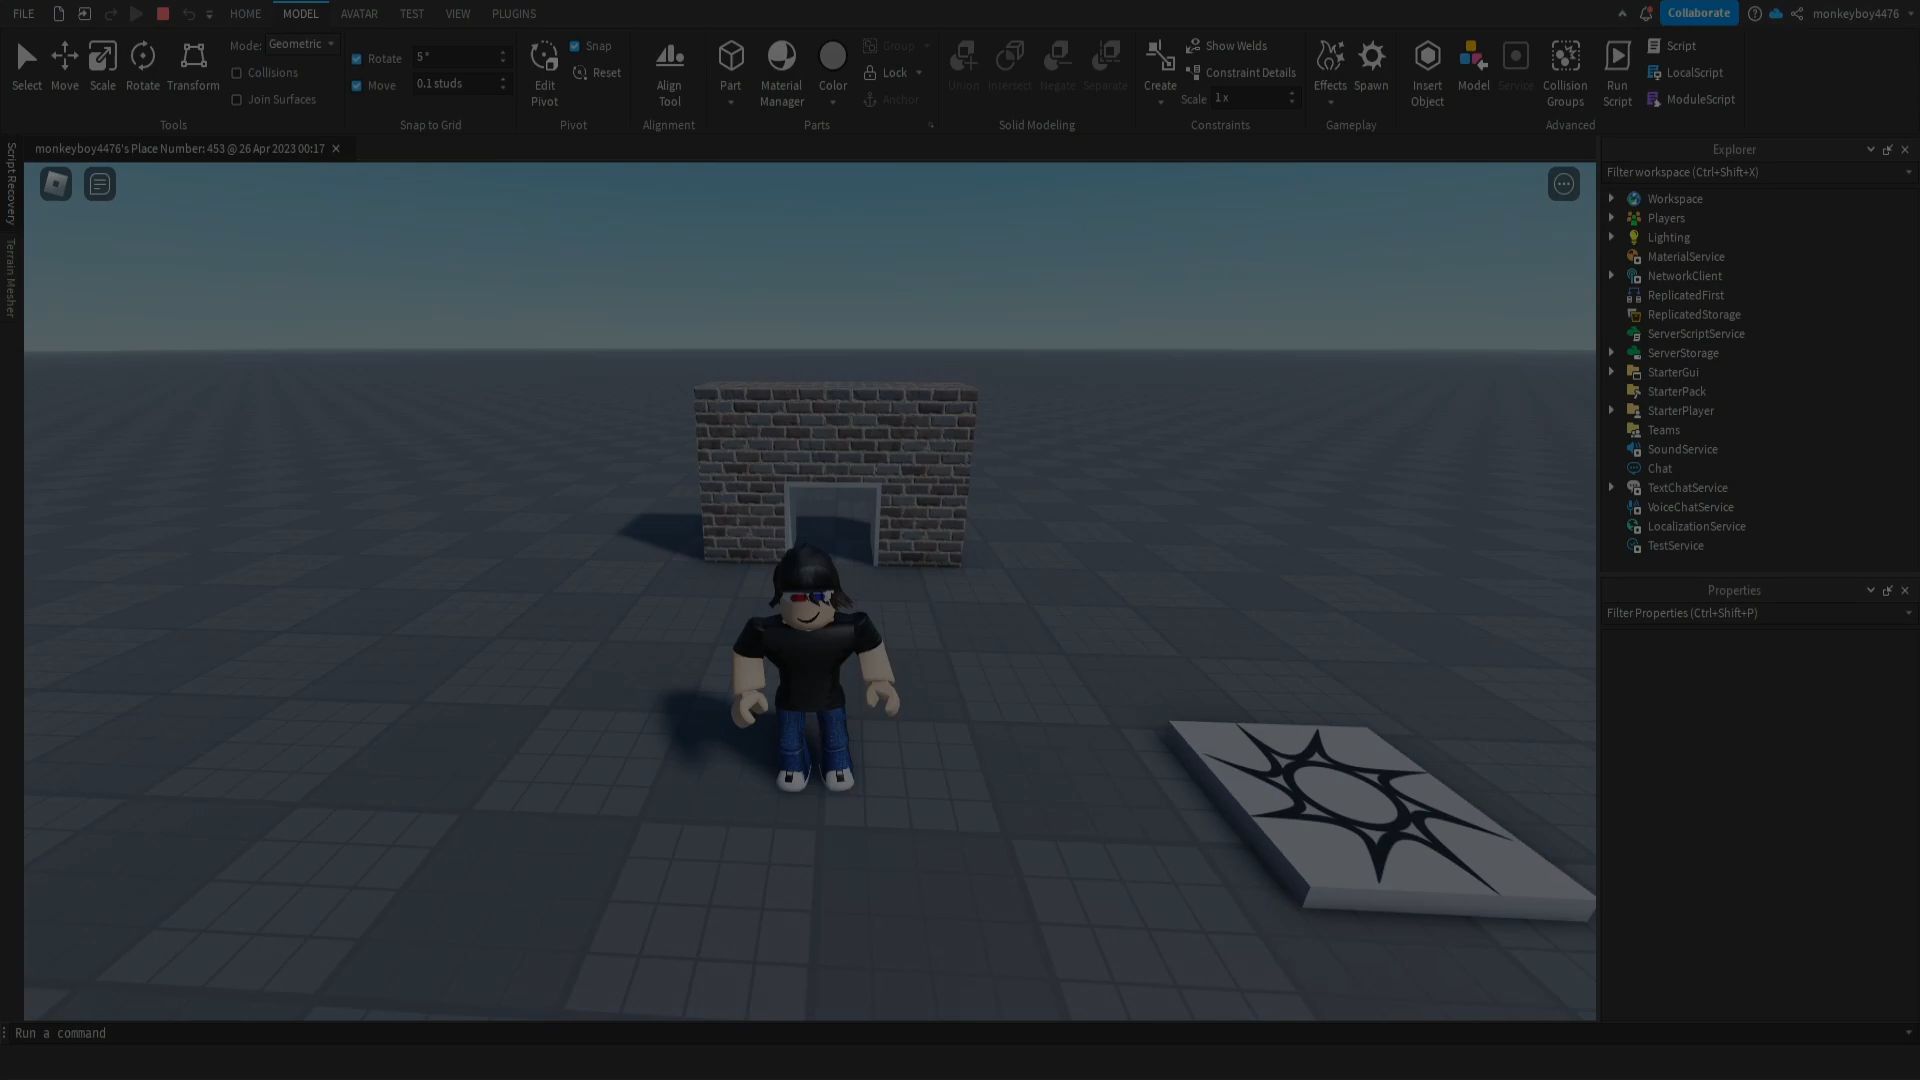 FILE HOME MODEL AVATAR TEST VIEW PLUGINS Collaborate monkeyboy4476
Select Move Scale Rotate Transform
Mode: Geometric
Collisions
Join Surfaces
Tools
Rotate 5 °
Move 0.1 studs
Snap to Grid
Edit Pivot
Snap
Reset
Pivot
Align Tool
Alignment
Part
Material Manager
Color
Group
Lock
Anchor
Parts
Union Intersect Negate Separate
Solid Modeling
Create
Show Welds
Constraint Details
Scale 1 x
Constraints
Effects Spawn
Gameplay
Insert Object
Model
Service
Collision Groups
Run Script
Script
LocalScript
ModuleScript
Advanced
monkeyboy4476's Place Number: 453 @ 26 Apr 2023 00:17
Script Recovery
Terrain Mesher
Explorer
Filter workspace (Ctrl+Shift+X)
Workspace
Players
Lighting
MaterialService
NetworkClient
ReplicatedFirst
ReplicatedStorage
ServerScriptService
ServerStorage
StarterGui
StarterPack
StarterPlayer
Teams
SoundService
Chat
TextChatService
VoiceChatService
LocalizationService
TestService
Properties
Filter Properties (Ctrl+Shift+P)
Run a command